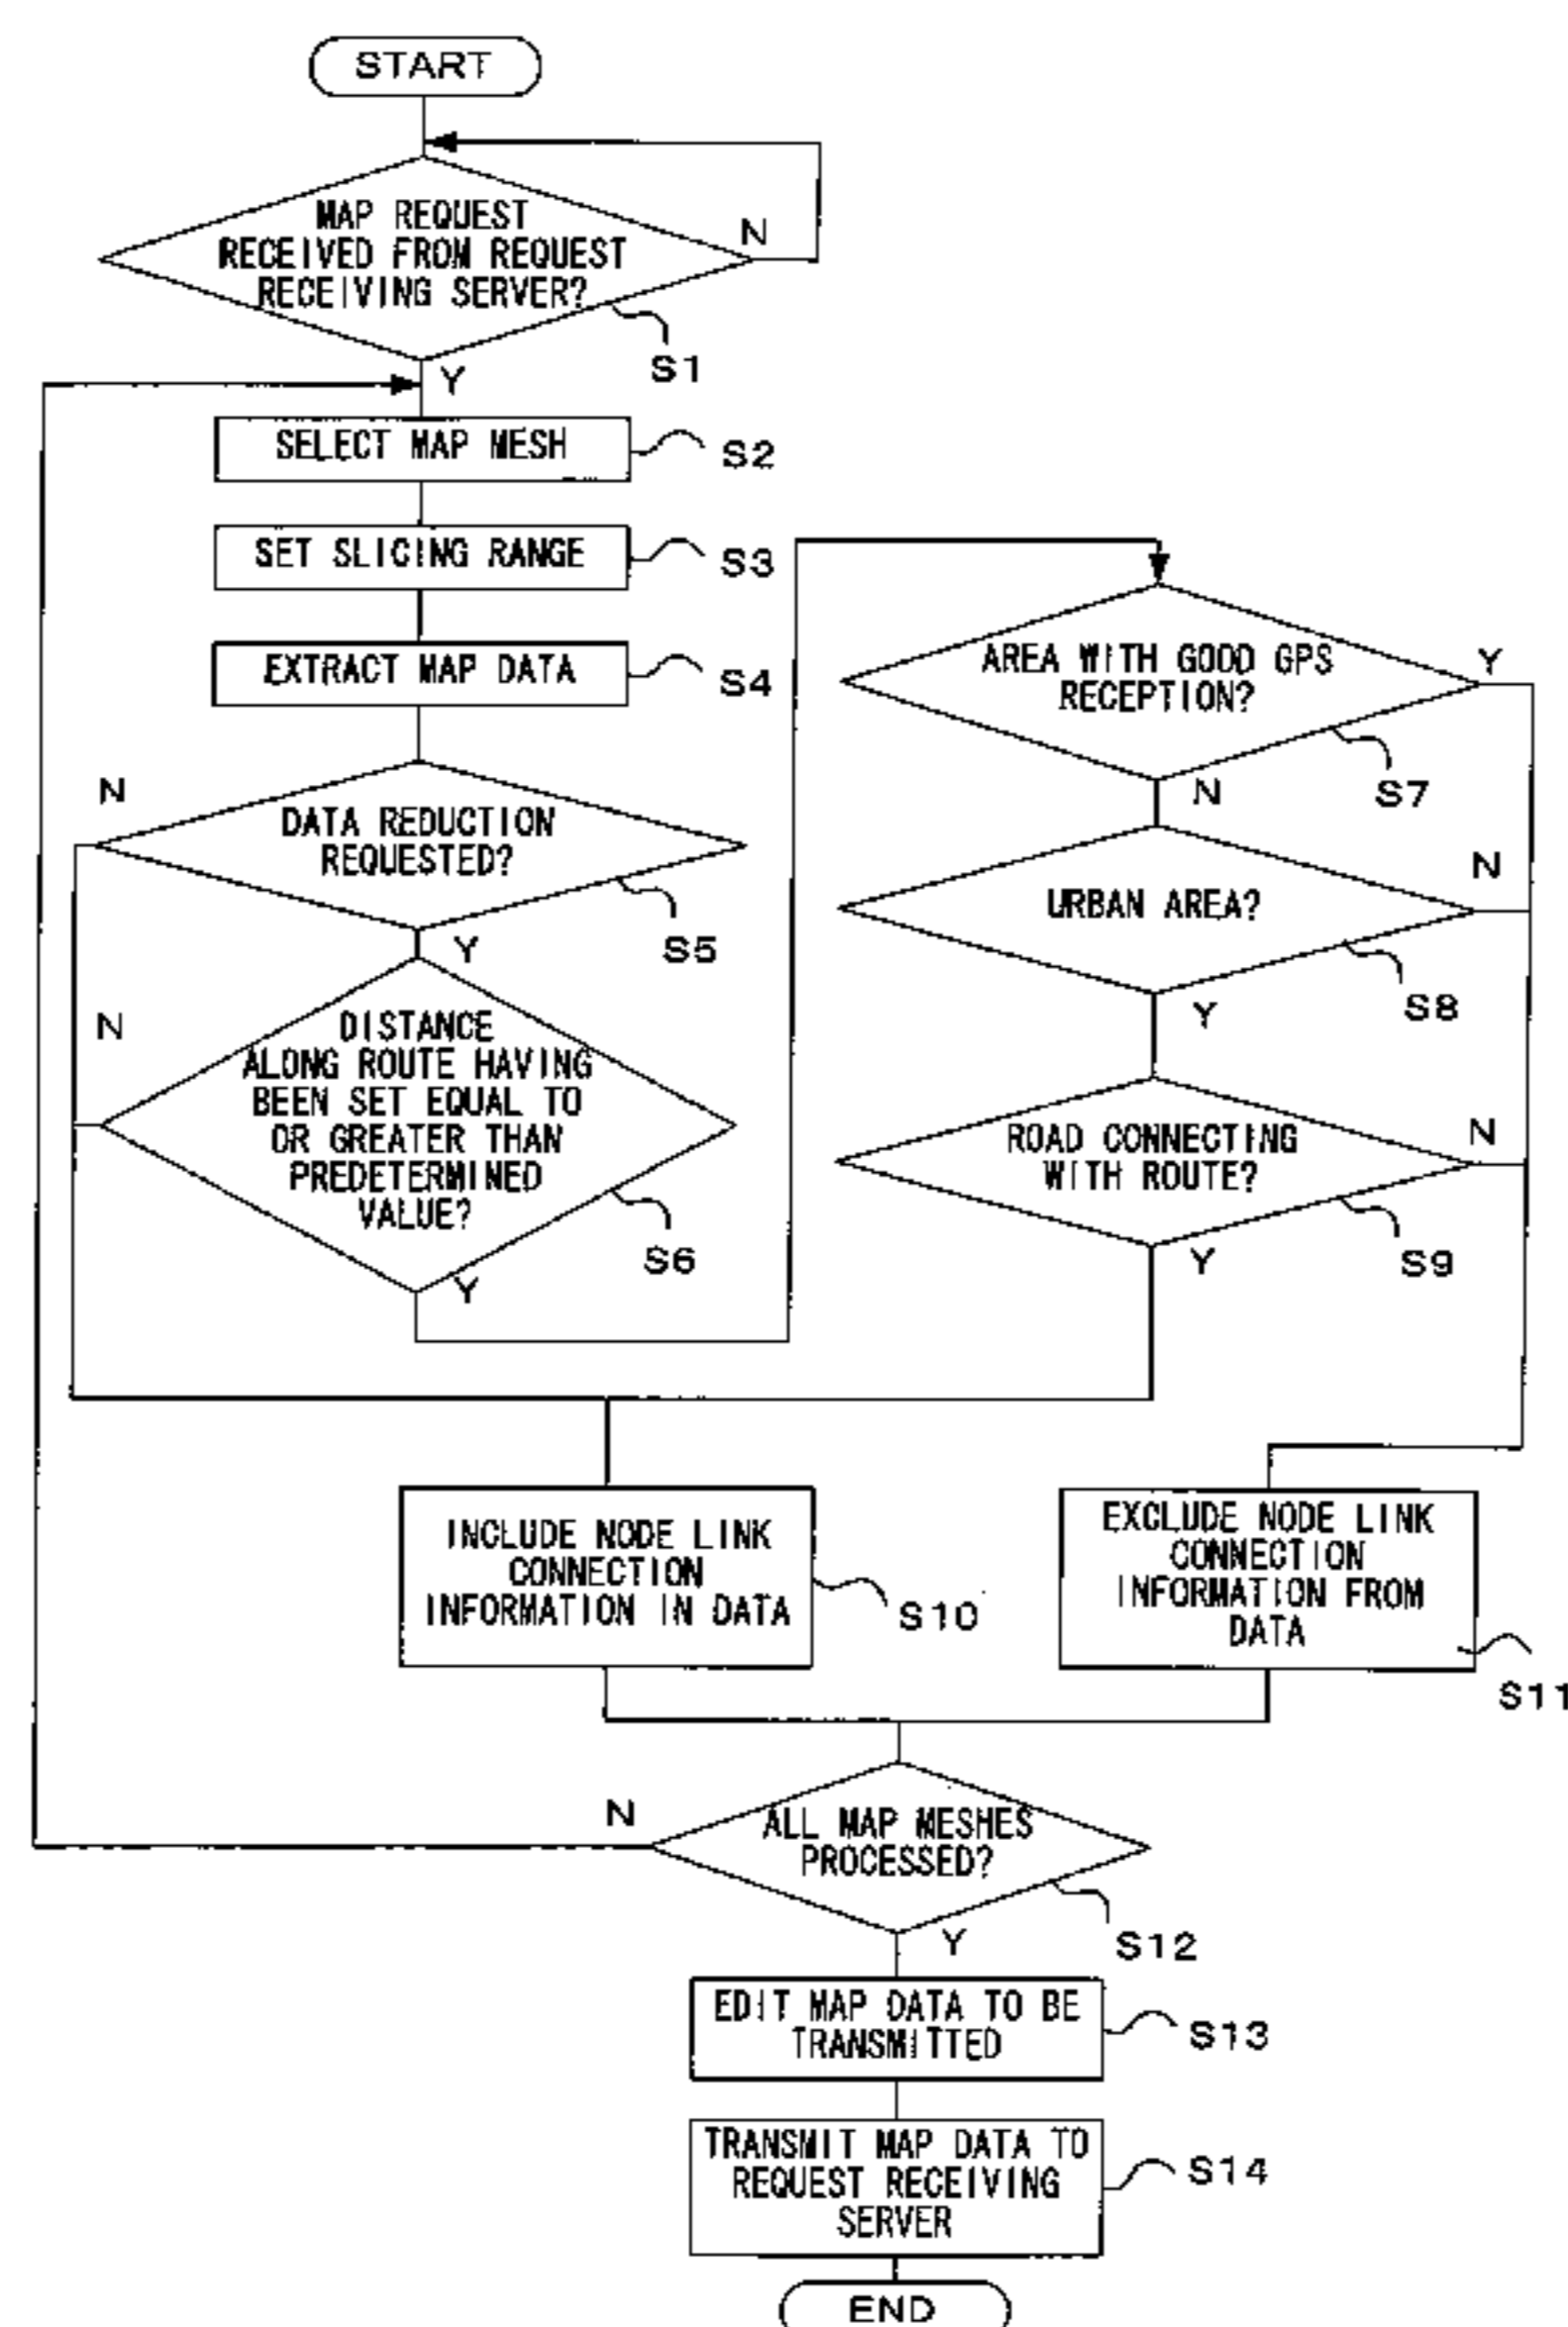 START
MAP REQUEST
RECEIVED FROM REQUEST
RECEIVING SERVER?
N
S1
Y
SELECT MAP MESH
S2
SET SLICING RANGE
S3
EXTRACT MAP DATA
S4
DATA REDUCTION
REQUESTED?
N
S5
Y
DISTANCE
ALONG ROUTE HAVING
BEEN SET EQUAL TO
OR GREATER THAN
PREDETERMINED
VALUE?
N
S6
Y
AREA WITH GOOD GPS
RECEPTION?
Y
S7
N
URBAN AREA?
N
S8
Y
ROAD CONNECTING
WITH ROUTE?
N
S9
Y
INCLUDE NODE LINK
CONNECTION
INFORMATION IN DATA
S10
EXCLUDE NODE LINK
CONNECTION
INFORMATION FROM
DATA
S11
ALL MAP MESHES
PROCESSED?
N
S12
Y
EDIT MAP DATA TO BE
TRANSMITTED
S13
TRANSMIT MAP DATA TO
REQUEST RECEIVING
SERVER
S14
END